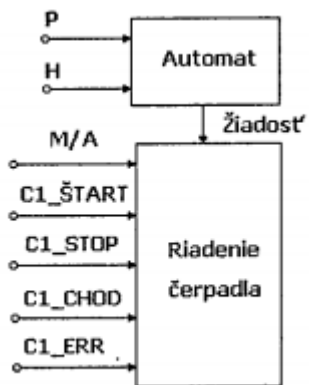 P
Automat
H
Žiadosť
M/A
C1_ŠTART
C1_STOP
Riadenie
čerpadla
C1_CHOD
C1_ERR